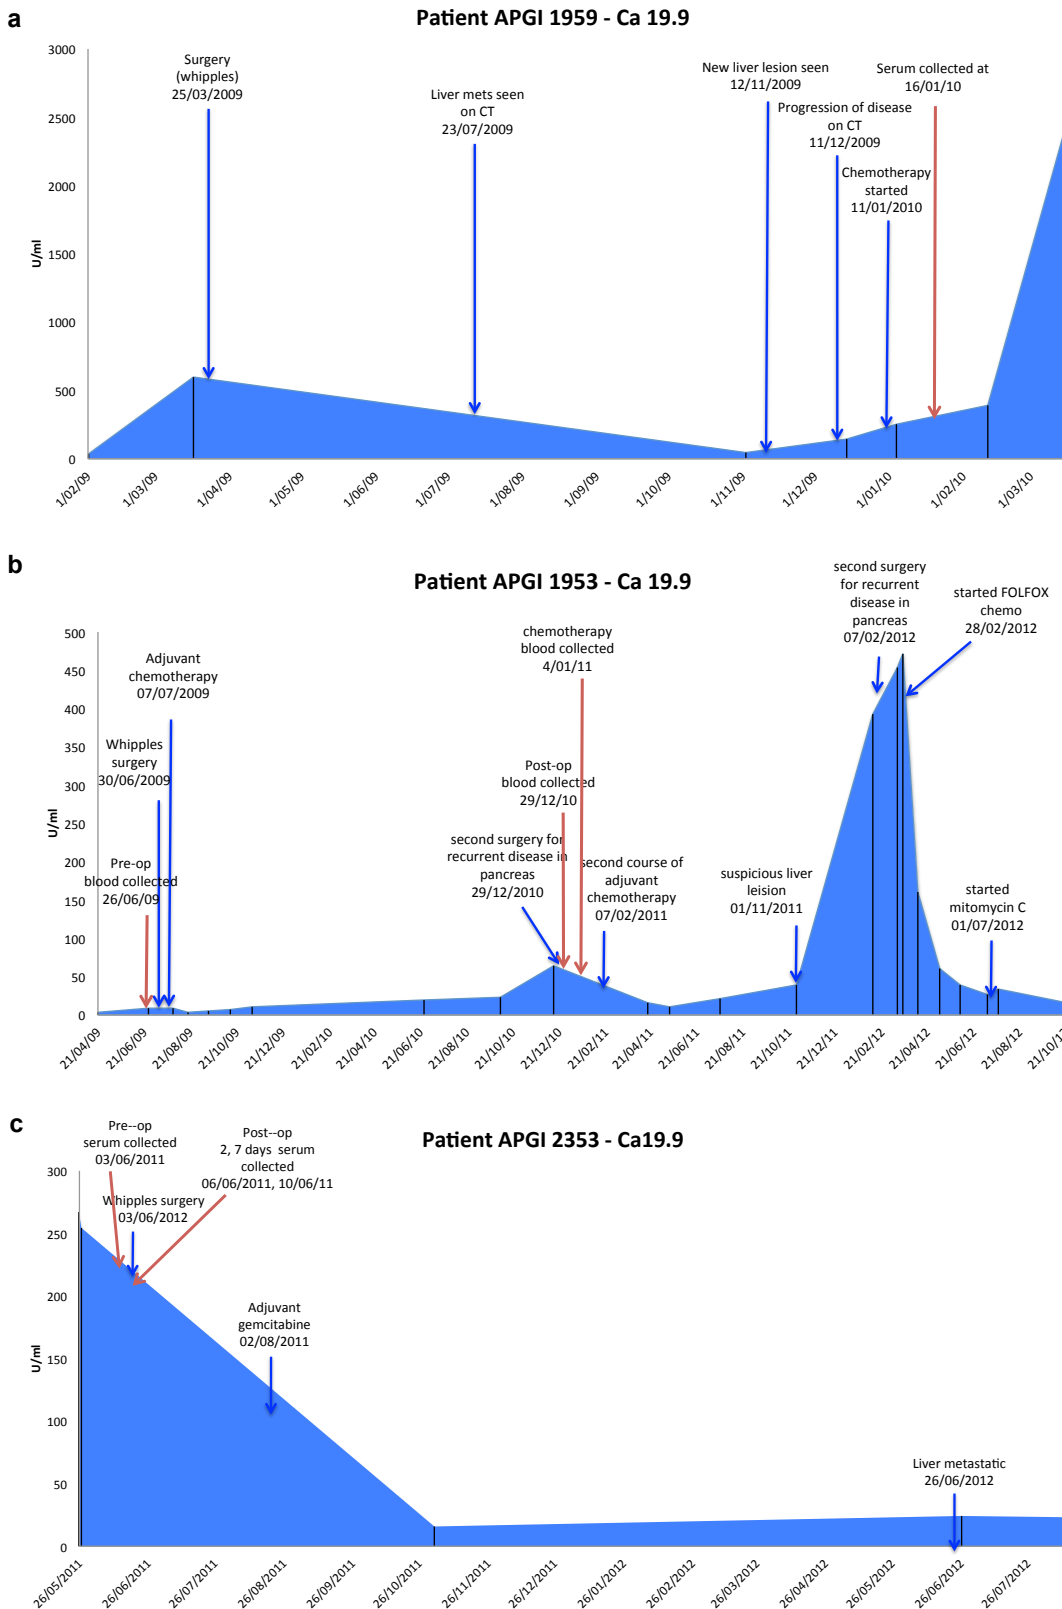 a
Patient APGI 1959 - Ca 19.9
3000
2500
2000
1500
1000
500
0
U/ml
Surgery
(whipples)
25/03/2009
Liver mets seen
on CT
23/07/2009
New liver lesion seen
12/11/2009
Progression of disease
on CT
11/12/2009
Chemotherapy
started
11/01/2010
Serum collected at
16/01/10
1/02/09
1/03/09
1/04/09
1/05/09
1/06/09
1/07/09
1/08/09
1/09/09
1/10/09
1/11/09
1/12/09
1/01/10
1/02/10
1/03/10
b
Patient APGI 1953 - Ca 19.9
500
450
400
350
300
250
200
150
100
50
0
U/ml
Adjuvant
chemotherapy
07/07/2009
Whipples
surgery
30/06/2009
Pre-op
blood collected
26/06/09
chemotherapy
blood collected
4/01/11
Post-op
blood collected
29/12/10
second surgery for
recurrent disease in
pancreas
29/12/2010
second course of
adjuvant
chemotherapy
07/02/2011
suspicious liver
leision
01/11/2011
second surgery
for recurrent
disease in
pancreas
07/02/2012
started FOLFOX
chemo
28/02/2012
started
mitomycin C
01/07/2012
21/04/09
21/06/09
21/08/09
21/10/09
21/12/09
21/02/10
21/04/10
21/06/10
21/08/10
21/10/10
21/12/10
21/02/11
21/04/11
21/06/11
21/08/11
21/10/11
21/12/11
21/02/12
21/04/12
21/06/12
21/08/12
21/10/1
c
Patient APGI 2353 - Ca19.9
300
250
200
150
100
50
0
U/ml
Pre--op
serum collected
03/06/2011
Whipples surgery
03/06/2012
Post--op
2, 7 days serum
collected
06/06/2011, 10/06/11
Adjuvant
gemcitabine
02/08/2011
Liver metastatic
26/06/2012
26/05/2011
26/06/2011
26/07/2011
26/08/2011
26/09/2011
26/10/2011
26/11/2011
26/12/2011
26/01/2012
26/02/2012
26/03/2012
26/04/2012
26/05/2012
26/06/2012
26/07/2012